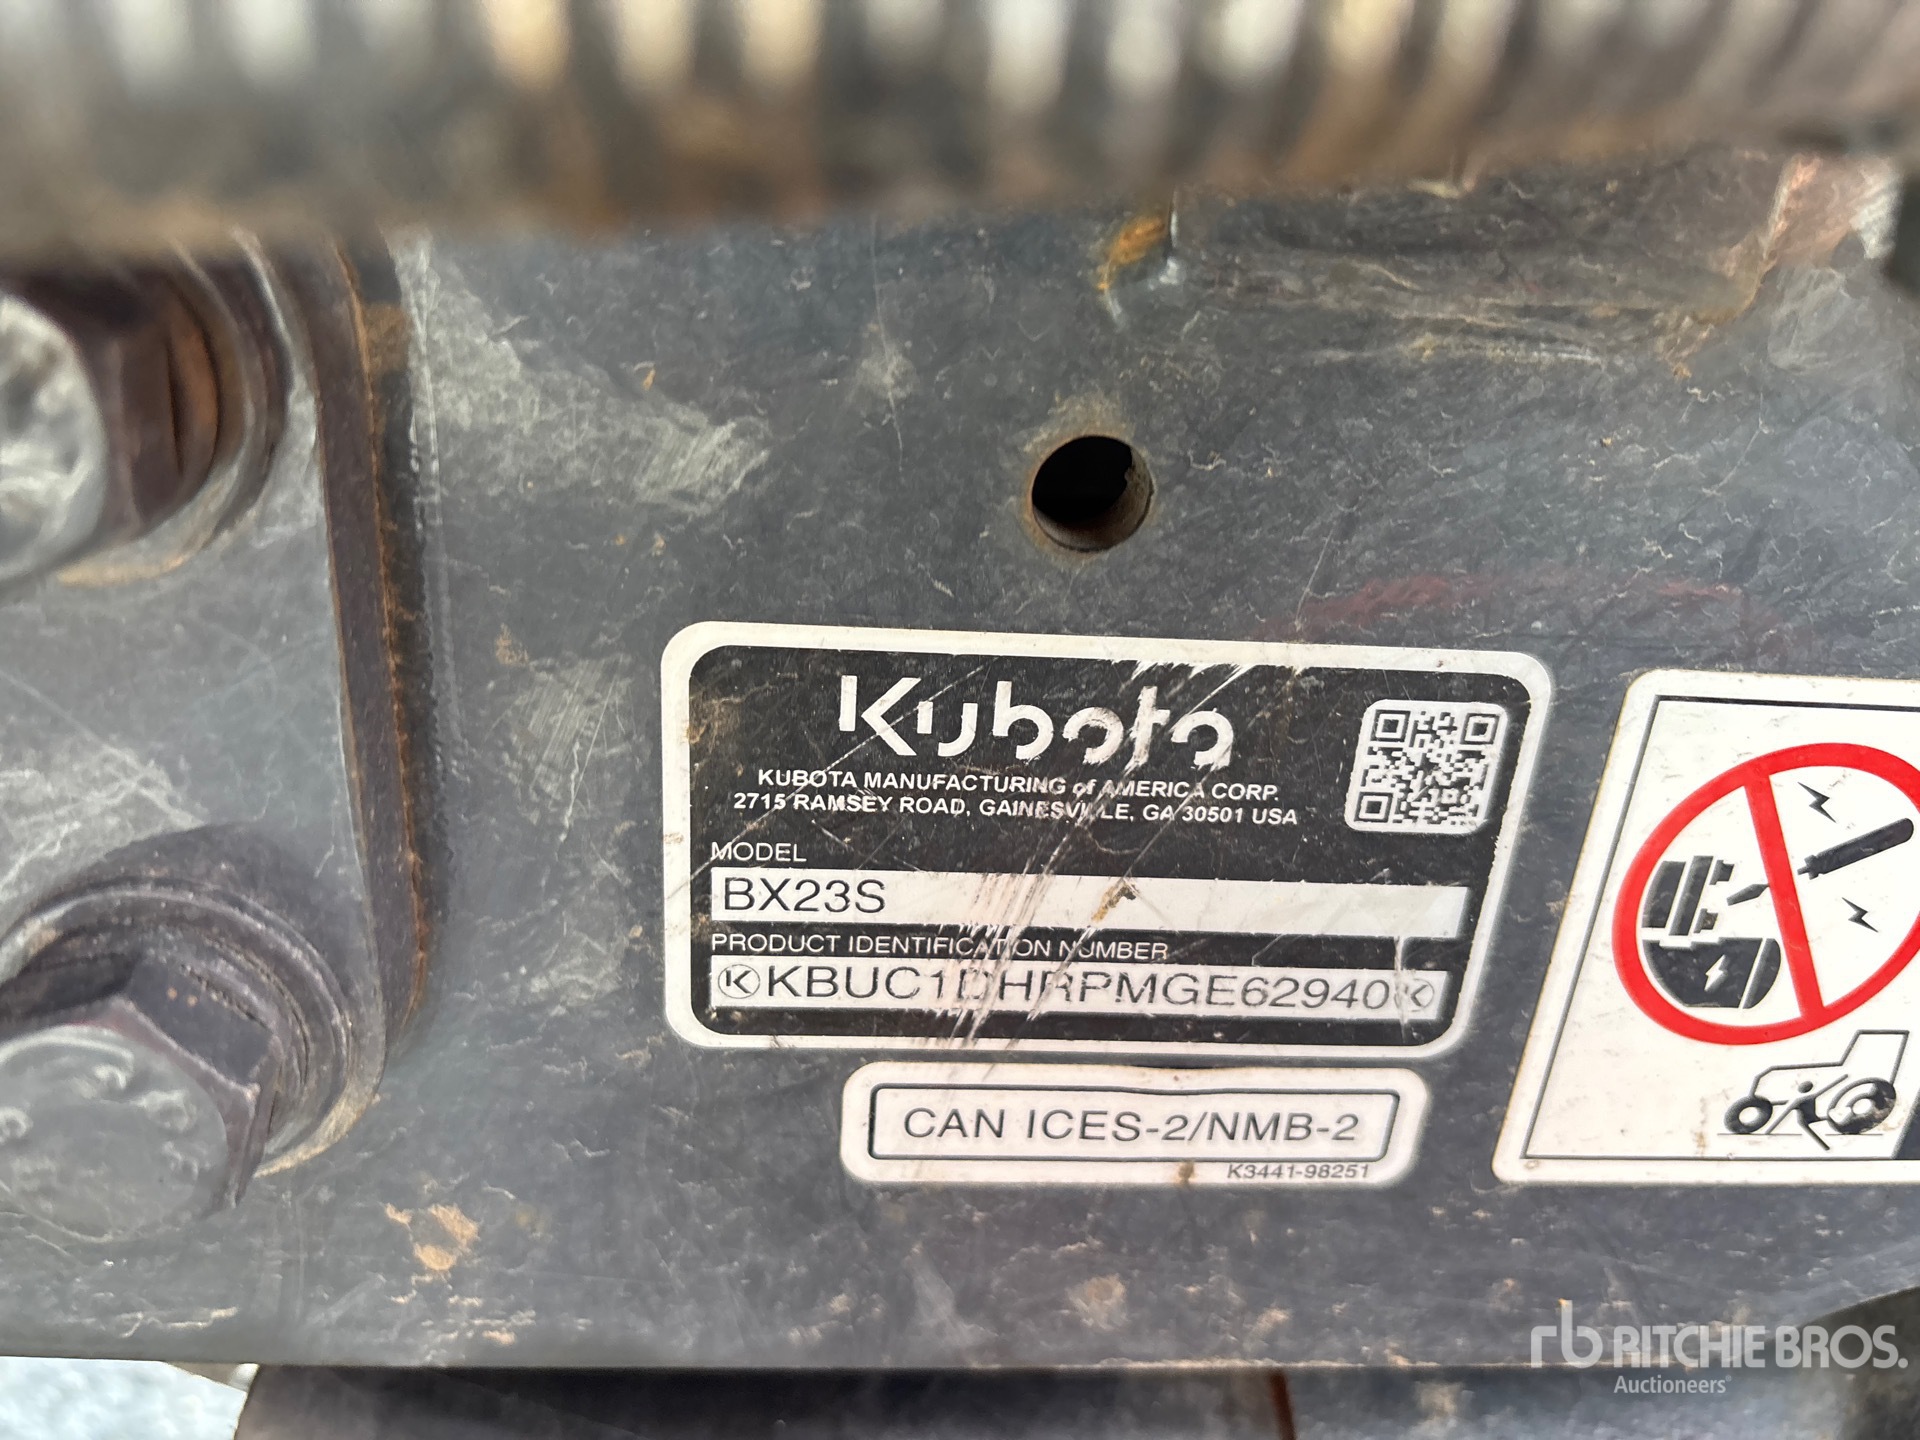 Kubota
KUBOTA MANUFACTURING of AMERICA CORP.
2715 RAMSEY ROAD, GAINESVILLE, GA 30501 USA
MODEL
BX23S
PRODUCT IDENTIFICATION NUMBER
KBUC1DHRPMGE62940
CAN ICES-2/NMB-2
K3441-98251
rb RITCHIE BROS.
Auctioneers